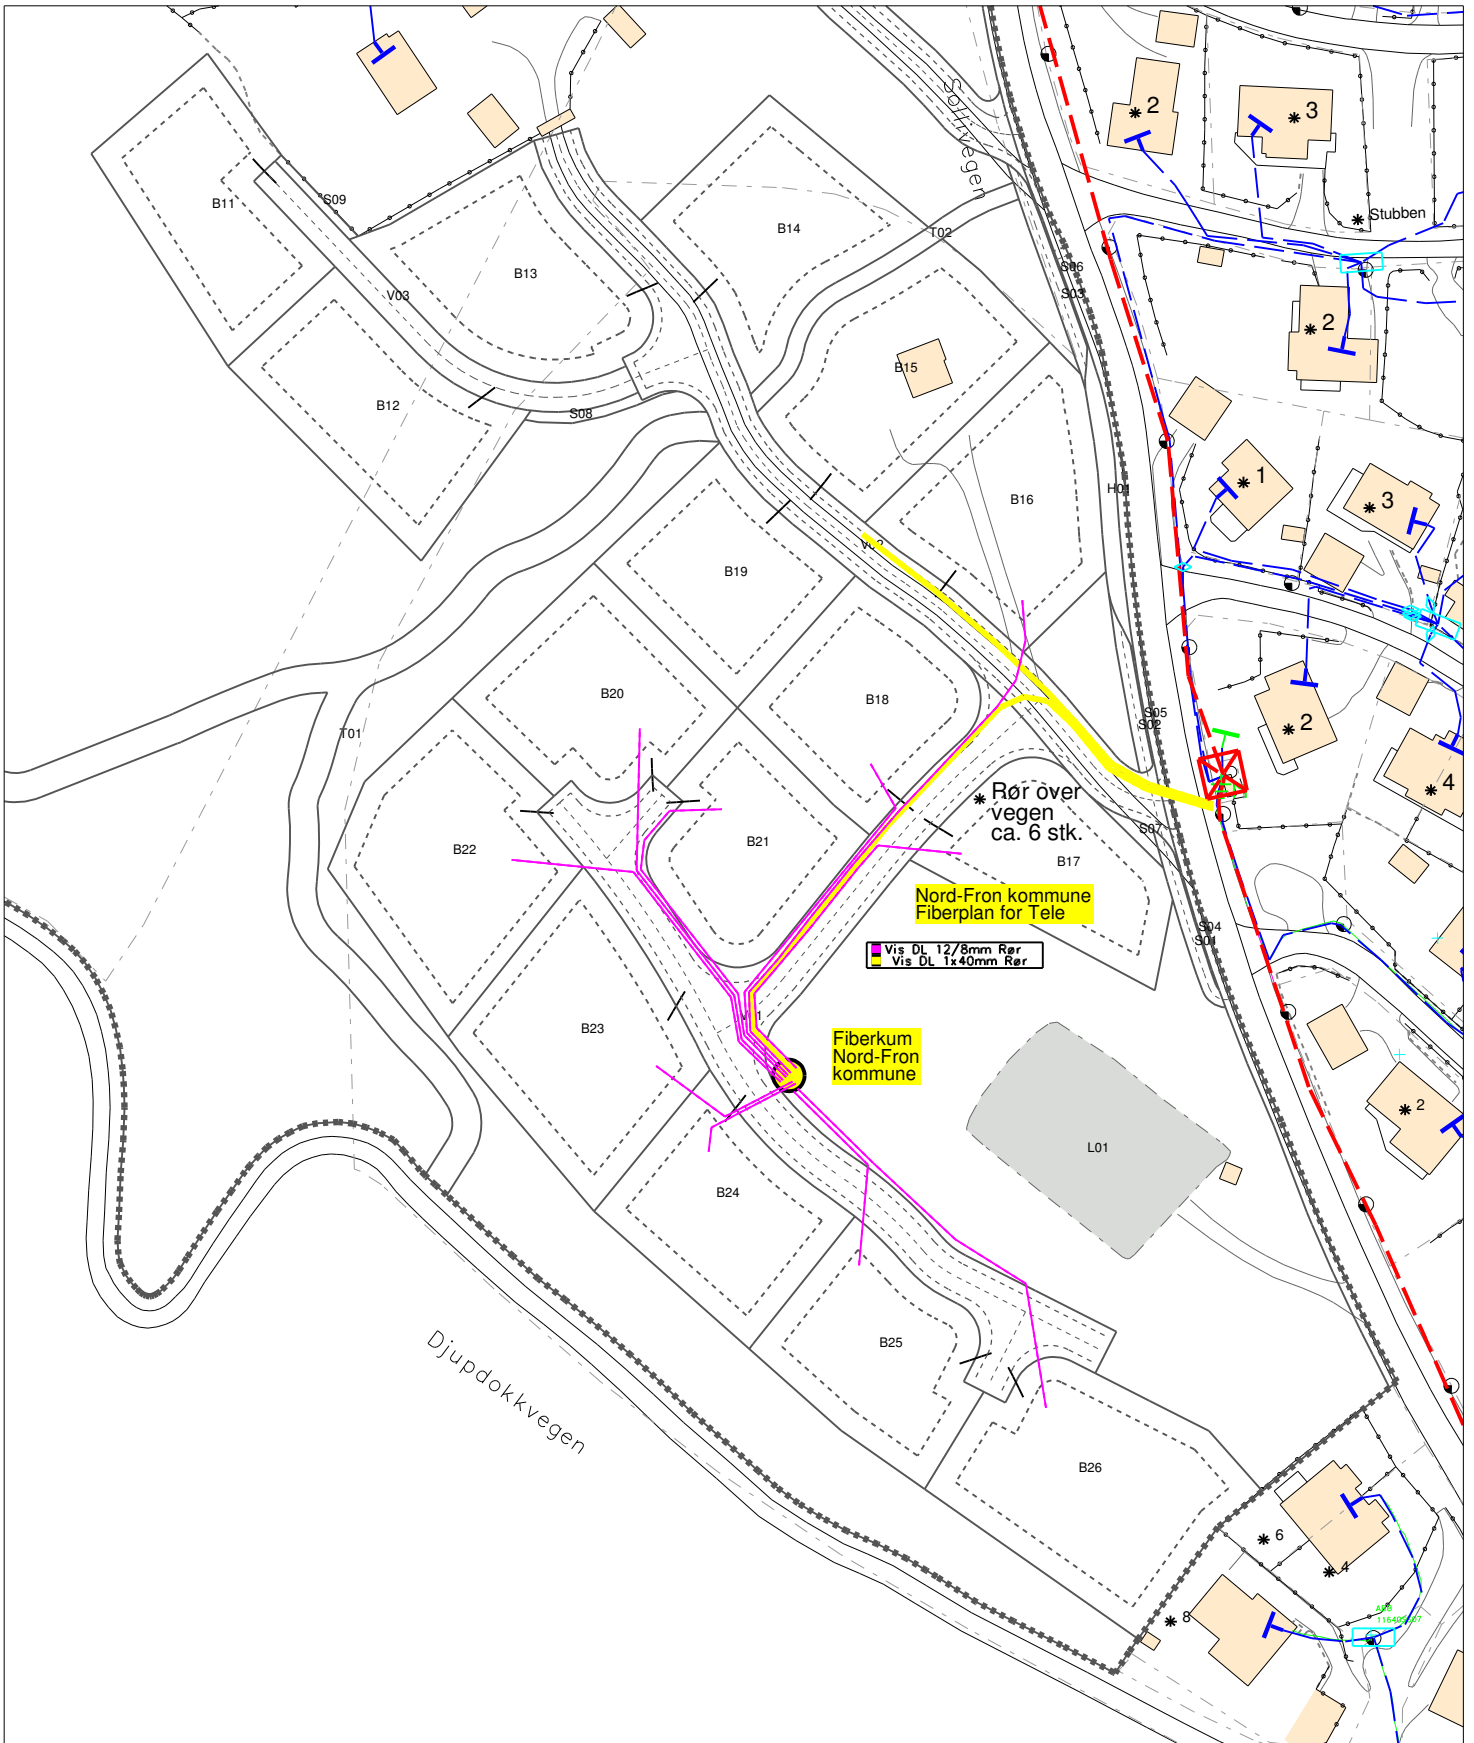 2
3
Sollivegen
B11
S09
B14
T02
Stubben
B13
V03
S06
S03
2
B15
B12
S08
1
H01
B16
3
V02
B19
B20
B18
S05
S02
T01
2
4
Rør over
vegen
ca. 6 stk.
S07
B21
B22
B17
Nord-Fron kommune
Fiberplan for Tele
S04
S01
Vis DL 12/8mm Rør
Vis DL 1x40mm Rør
B23
Fiberkum
Nord-Fron
kommune
2
L01
B24
B25
Djupdokkvegen
B26
6
4
8